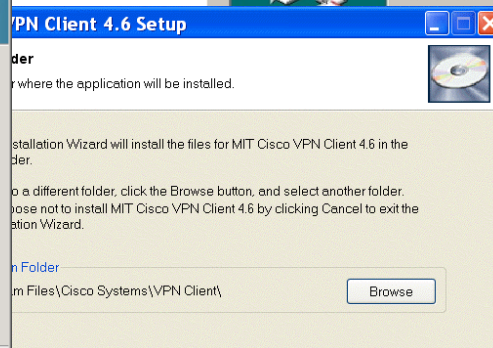 VPN Client 4.6 Setup
der
r where the application will be installed.
stallation Wizard will install the files for MIT Cisco VPN Client 4.6 in the
der.
o a different folder, click the Browse button, and select another folder.
oose not to install MIT Cisco VPN Client 4.6 by clicking Cancel to exit the
ation Wizard.
n Folder
am Files\Cisco Systems\VPN Client\
Browse